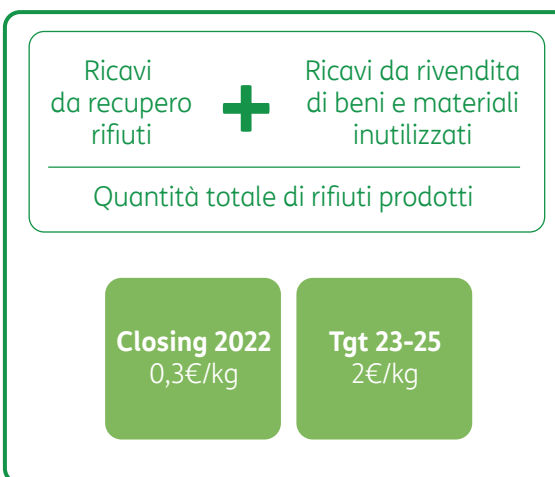 Ricavi
da recupero
rifiuti
+
Ricavi da rivendita
di beni e materiali
inutilizzati
Quantità totale di rifiuti prodotti
Closing 2022
0,3€/kg
Tgt 23-25
2€/kg